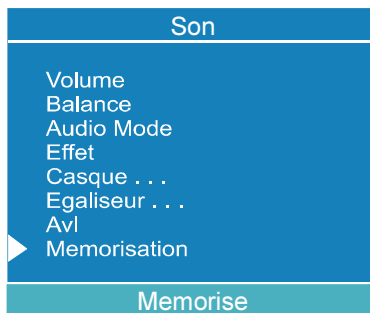 Son
Volume
Balance
Audio Mode
Effet
Casque . . .
Egaliseur . . .
Avl
Memorisation
Memorise